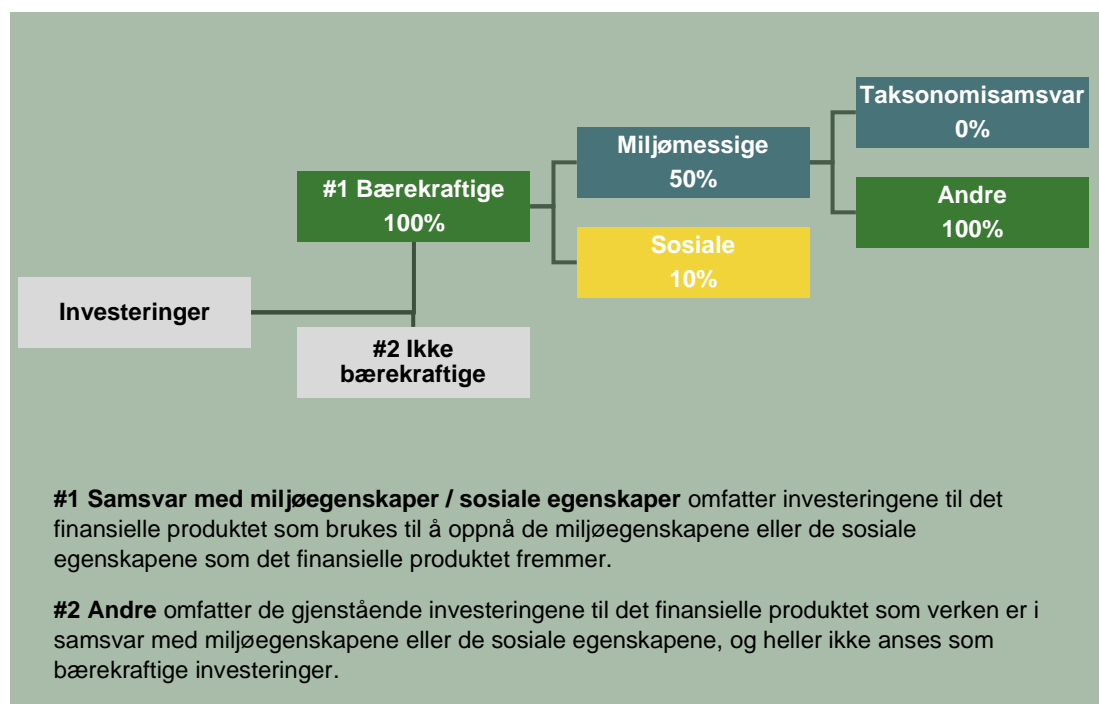 Taksonomisamsvar
0%
Miljømessige
50%
#1 Bærekraftige
100%
Andre
100%
Sosiale
10%
Investeringer
#2 Ikke
bærekraftige
#1 Samsvar med miljøegenskaper / sosiale egenskaper omfatter investeringene til det
finansielle produktet som brukes til å oppnå de miljøegenskapene eller de sosiale
egenskapene som det finansielle produktet fremmer.
#2 Andre omfatter de gjenstående investeringene til det finansielle produktet som verken er i
samsvar med miljøegenskapene eller de sosiale egenskapene, og heller ikke anses som
bærekraftige investeringer.